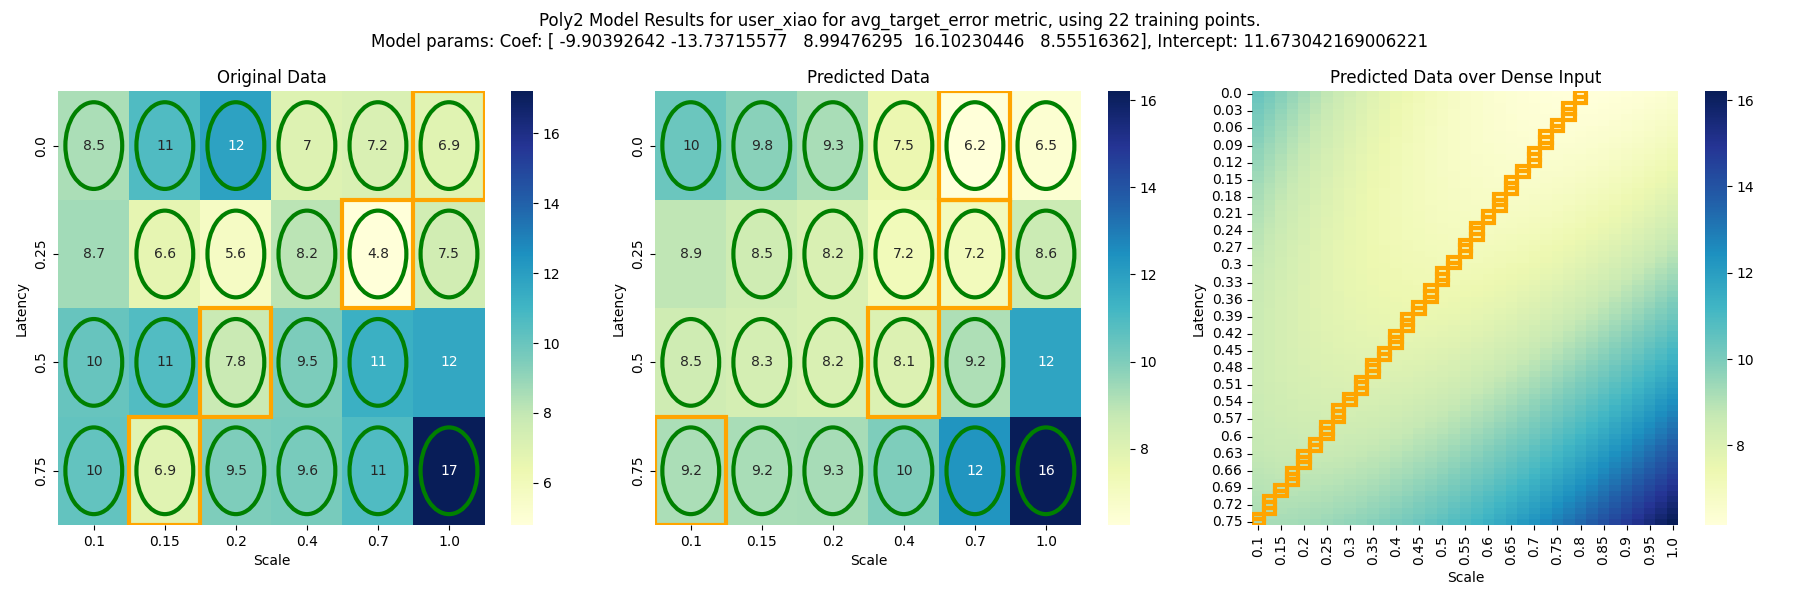 Poly2 Model Results for user_xiao for avg_target_error metric, using 22 training points.
Model params: Coef: [ -9.90392642 -13.73715577   8.99476295  16.10230446   8.55516362], Intercept: 11.673042169006221
Original Data
Latency
0.0 8.5 11 12 7 7.2 6.9
0.25 8.7 6.6 5.6 8.2 4.8 7.5
0.5 10 11 7.8 9.5 11 12
0.75 10 6.9 9.5 9.6 11 17
0.1 0.15 0.2 0.4 0.7 1.0
Scale
16
14
12
10
8
6
Predicted Data
Latency
0.0 10 9.8 9.3 7.5 6.2 6.5
0.25 8.9 8.5 8.2 7.2 7.2 8.6
0.5 8.5 8.3 8.2 8.1 9.2 12
0.75 9.2 9.2 9.3 10 12 16
0.1 0.15 0.2 0.4 0.7 1.0
Scale
16
14
12
10
8
Predicted Data over Dense Input
Latency
0.0
0.03
0.06
0.09
0.12
0.15
0.18
0.21
0.24
0.27
0.3
0.33
0.36
0.39
0.42
0.45
0.48
0.51
0.54
0.57
0.6
0.63
0.66
0.69
0.72
0.75
0.1 0.15 0.2 0.25 0.3 0.35 0.4 0.45 0.5 0.55 0.6 0.65 0.7 0.75 0.8 0.85 0.9 0.95 1.0
Scale
16
14
12
10
8